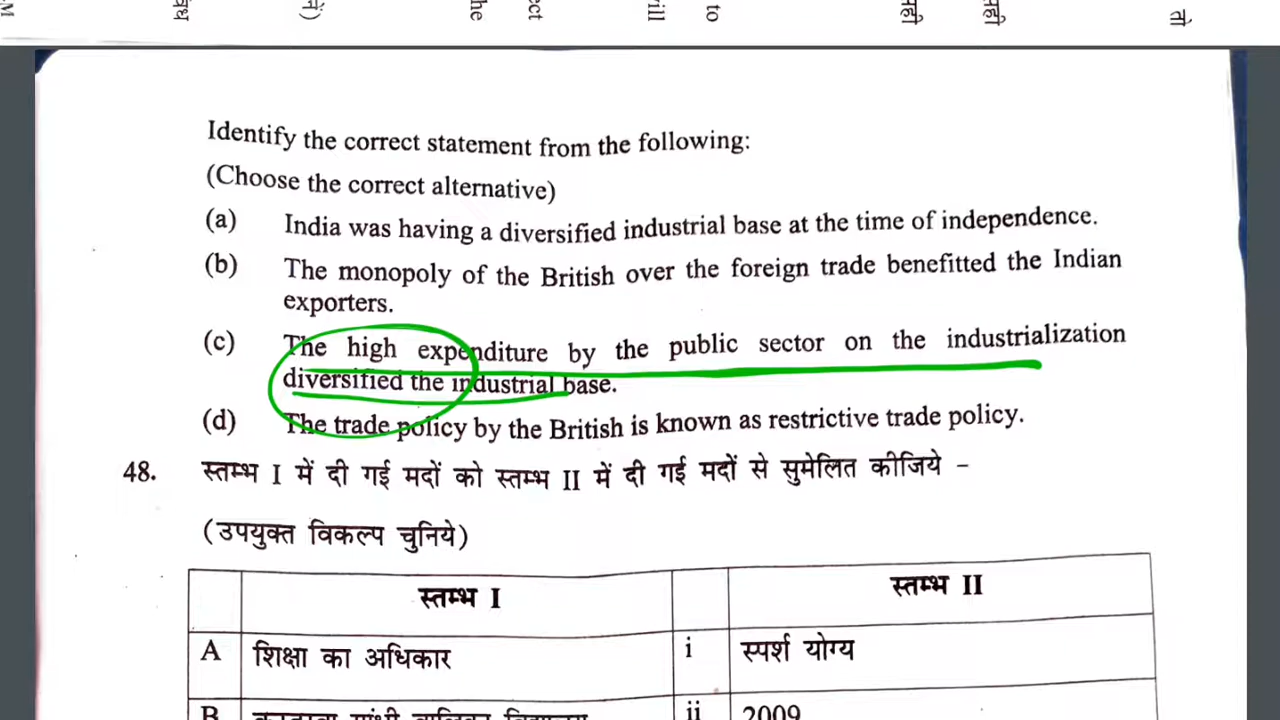 Identify the correct statement from the following:
(Choose the correct alternative)
(a) India was having a diversified industrial base at the time of independence.
(b) The monopoly of the British over the foreign trade benefitted the Indian
exporters.
(c) The high expenditure by the public sector on the industrialization
diversified the industrial base.
(d) The trade policy by the British is known as restrictive trade policy.
48. स्तम्भ I में दी गई मदों को स्तम्भ II में दी गई मदों से सुमेलित कीजिये –
(उपयुक्त विकल्प चुनिये)
स्तम्भ I स्तम्भ II
A शिक्षा का अधिकार i स्पर्श योग्य
B ii 2009